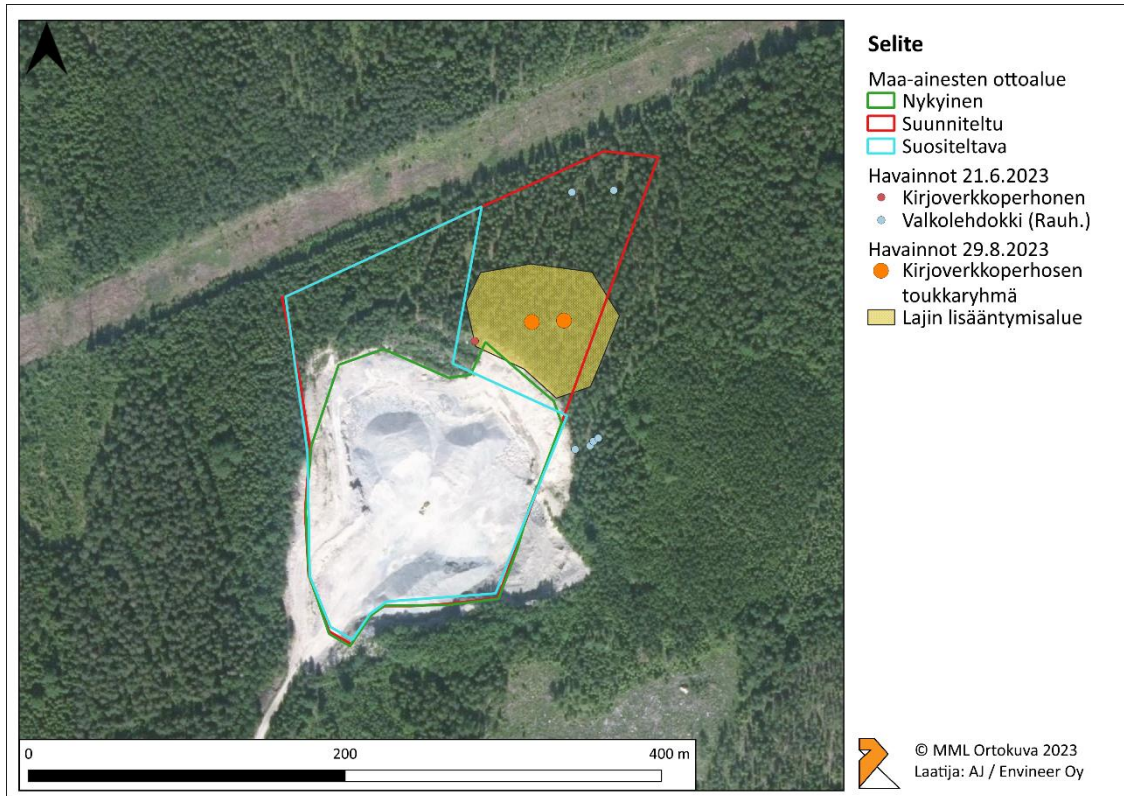 Selite
Maa-ainesten ottoalue
Nykyinen
Suunniteltu
Suositeltava
Havainnot 21.6.2023
Kirjoverkkoperhonen
Valkolehdokki (Rauh.)
Havainnot 29.8.2023
Kirjoverkkoperhosen
toukkaryhmä
Lajin lisääntymisalue
0 200 400 m
© MML Ortokuva 2023
Laatija: AJ / Envineer Oy